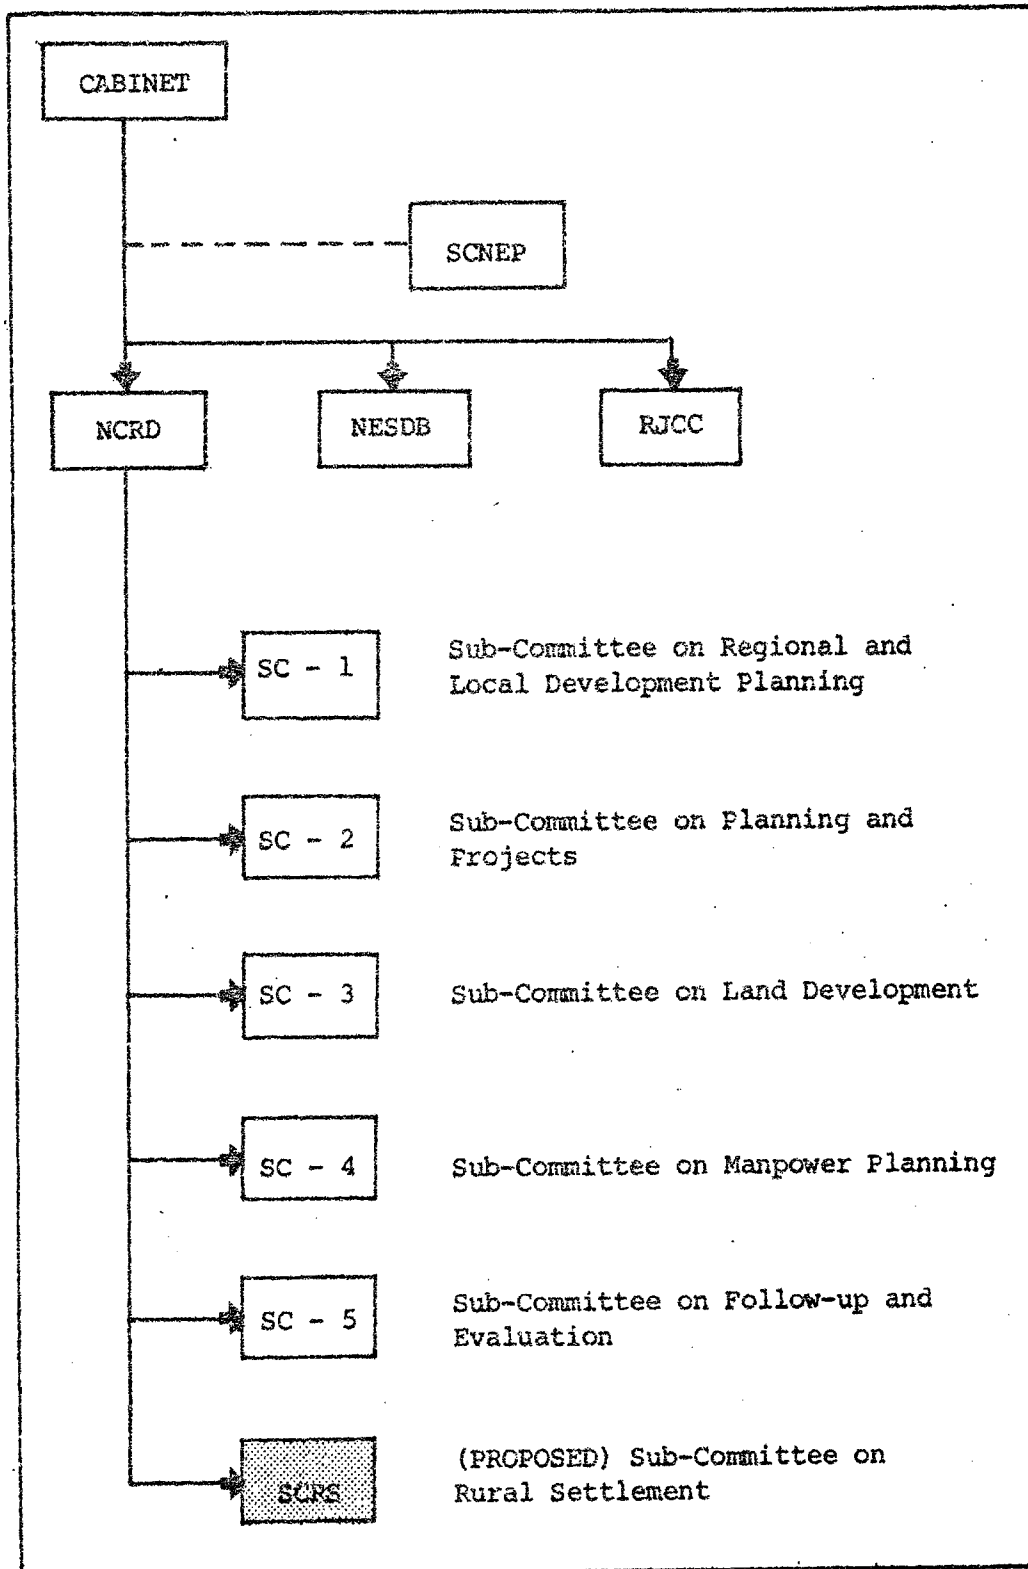 CABINET
SCNEP
NCRD
NESDB
RJCC
SC - 1
Sub-Committee on Regional and
Local Development Planning
SC - 2
Sub-Committee on Planning and
Projects
SC - 3
Sub-Committee on Land Development
SC - 4
Sub-Committee on Manpower Planning
SC - 5
Sub-Committee on Follow-up and
Evaluation
SCRS
(PROPOSED) Sub-Committee on
Rural Settlement